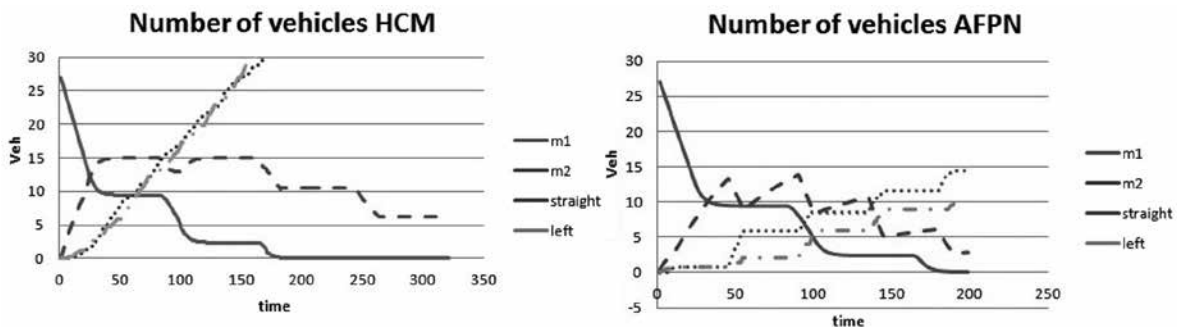 Number of vehicles HCM
30
25
20
15
10
5
0
Veh
0 50 100 150 200 250 300 350
time
m1
m2
straight
left
Number of vehicles AFPN
30
25
20
15
10
5
0
-5
Veh
0 50 100 150 200 250
time
m1
m2
straight
left